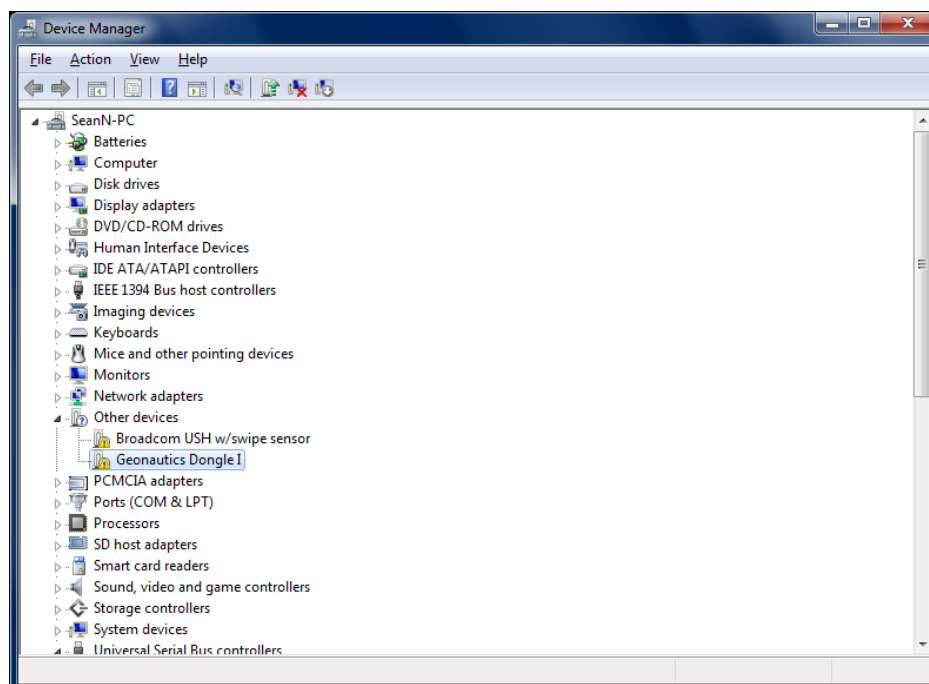 Device Manager
File Action View Help
SeanN-PC
Batteries
Computer
Disk drives
Display adapters
DVD/CD-ROM drives
Human Interface Devices
IDE ATA/ATAPI controllers
IEEE 1394 Bus host controllers
Imaging devices
Keyboards
Mice and other pointing devices
Monitors
Network adapters
Other devices
Broadcom USH w/swipe sensor
Geonautics Dongle I
PCMCIA adapters
Ports (COM & LPT)
Processors
SD host adapters
Smart card readers
Sound, video and game controllers
Storage controllers
System devices
Universal Serial Bus controllers